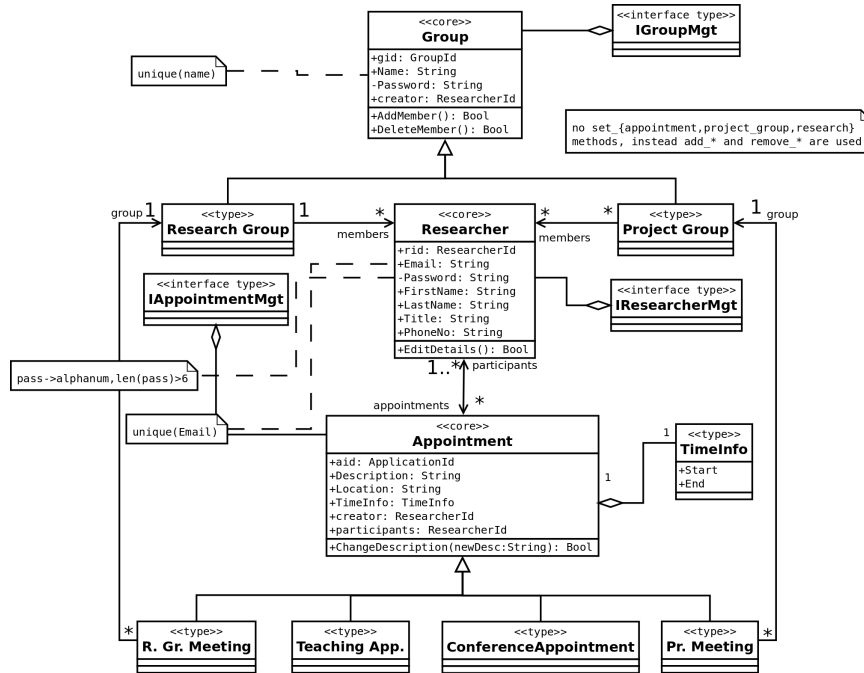 <<core>>
Group
+gid: GroupId
+Name: String
-Password: String
+creator: ResearcherId
+AddMember(): Bool
+DeleteMember(): Bool
<<interface type>>
IGroupMgt
unique(name)
no set_{appointment,project_group,research}
methods, instead add_* and remove_* are used
group 1
<<type>>
Research Group
1
*
members
<<core>>
Researcher
+rid: ResearcherId
+Email: String
-Password: String
+FirstName: String
+LastName: String
+Title: String
+PhoneNo: String
+EditDetails(): Bool
*
members
*
<<type>>
Project Group
1 group
<<interface type>>
IAppointmentMgt
<<interface type>>
IResearcherMgt
pass->alphanum,len(pass)>6
1..* participants
appointments *
unique(Email)
<<core>>
Appointment
+aid: ApplicationId
+Description: String
+Location: String
+TimeInfo: TimeInfo
+creator: ResearcherId
+participants: ResearcherId
+ChangeDescription(newDesc:String): Bool
1
1
<<type>>
TimeInfo
+Start
+End
*
<<type>>
R. Gr. Meeting
<<type>>
Teaching App.
<<type>>
ConferenceAppointment
<<type>>
Pr. Meeting
*